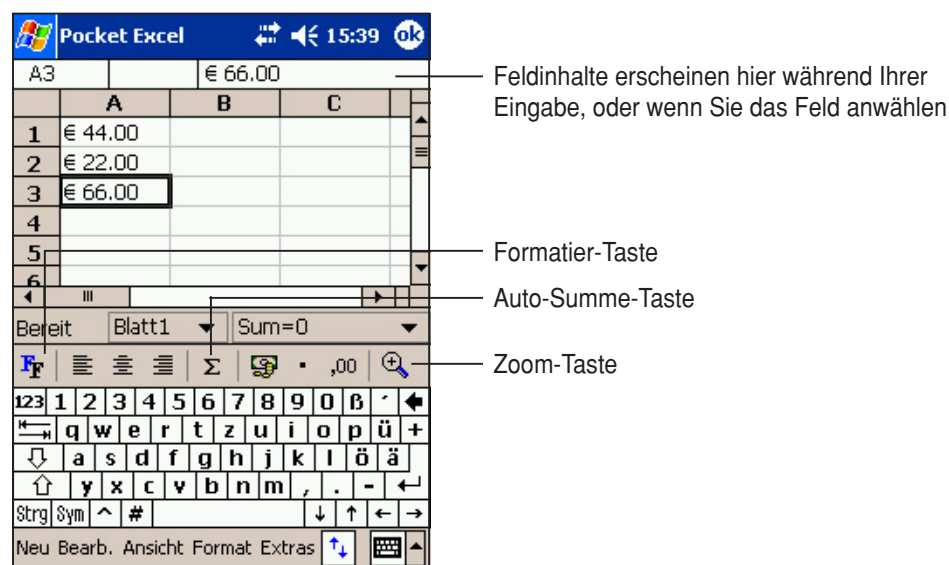 Pocket Excel 15:39 ok
A3 € 66.00
Feldinhalte erscheinen hier während Ihrer
Eingabe, oder wenn Sie das Feld anwählen
A B C
1 € 44.00
2 € 22.00
3 € 66.00
4
5
6
Formatier-Taste
Auto-Summe-Taste
Bereit Blatt1 Sum=0
FF Σ . ,00
Zoom-Taste
123 1 2 3 4 5 6 7 8 9 0 ß ´
q w e r t z u i o p ü +
a s d f g h j k l ö ä
y x c v b n m , . -
Strg Sym ^ # ↓ ↑ ← →
Neu Bearb. Ansicht Format Extras